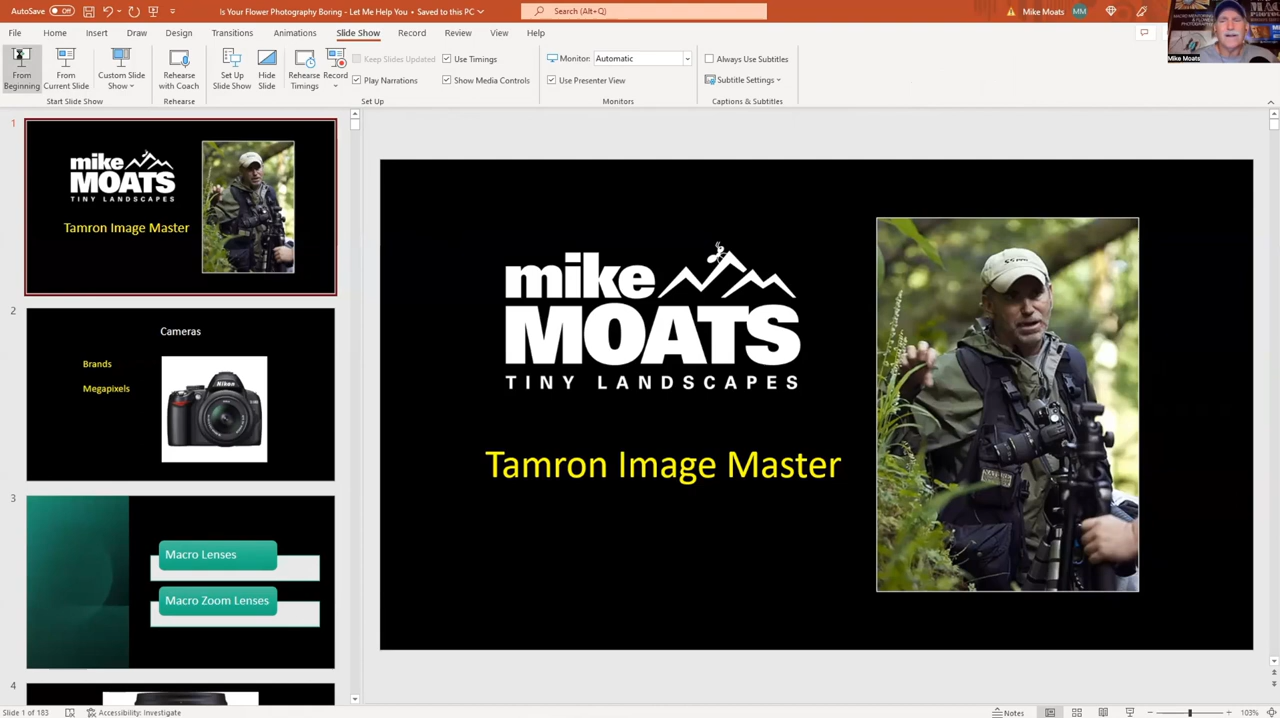 AutoSave Off
Is Your Flower Photography Boring - Let Me Help You • Saved to this PC
Search (Alt+Q)
Mike Moats MM
File Home Insert Draw Design Transitions Animations Slide Show Record Review View Help
From Beginning
From Current Slide
Custom Slide Show
Start Slide Show
Rehearse with Coach
Rehearse
Set Up Slide Show
Hide Slide
Rehearse Timings
Record
Keep Slides Updated
Play Narrations
Use Timings
Show Media Controls
Set Up
Monitor: Automatic
Use Presenter View
Monitors
Always Use Subtitles
Subtitle Settings
Captions & Subtitles
Mike Moats
1
mike
MOATS
TINY LANDSCAPES
Tamron Image Master
2
Cameras
Brands
Megapixels
Nikon
3
Macro Lenses
Macro Zoom Lenses
4
mike
MOATS
TINY LANDSCAPES
Tamron Image Master
Slide 1 of 183
Accessibility: Investigate
Notes
103%